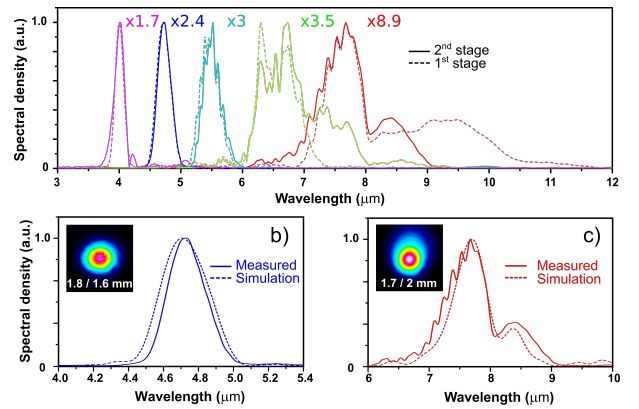 x1.7 x2.4 x3 x3.5 x8.9
Spectral density (a.u.)
1.0
0
2nd stage
1st stage
3 4 5 6 7 8 9 10 11 12
Wavelength (μm)
b)
Spectral density (a.u.)
1.0
0
1.8 / 1.6 mm
Measured
Simulation
4.0 4.2 4.4 4.6 4.8 5.0 5.2 5.4
Wavelength (μm)
c)
1.0
0
1.7 / 2 mm
Measured
Simulation
6 7 8 9 10
Wavelength (μm)